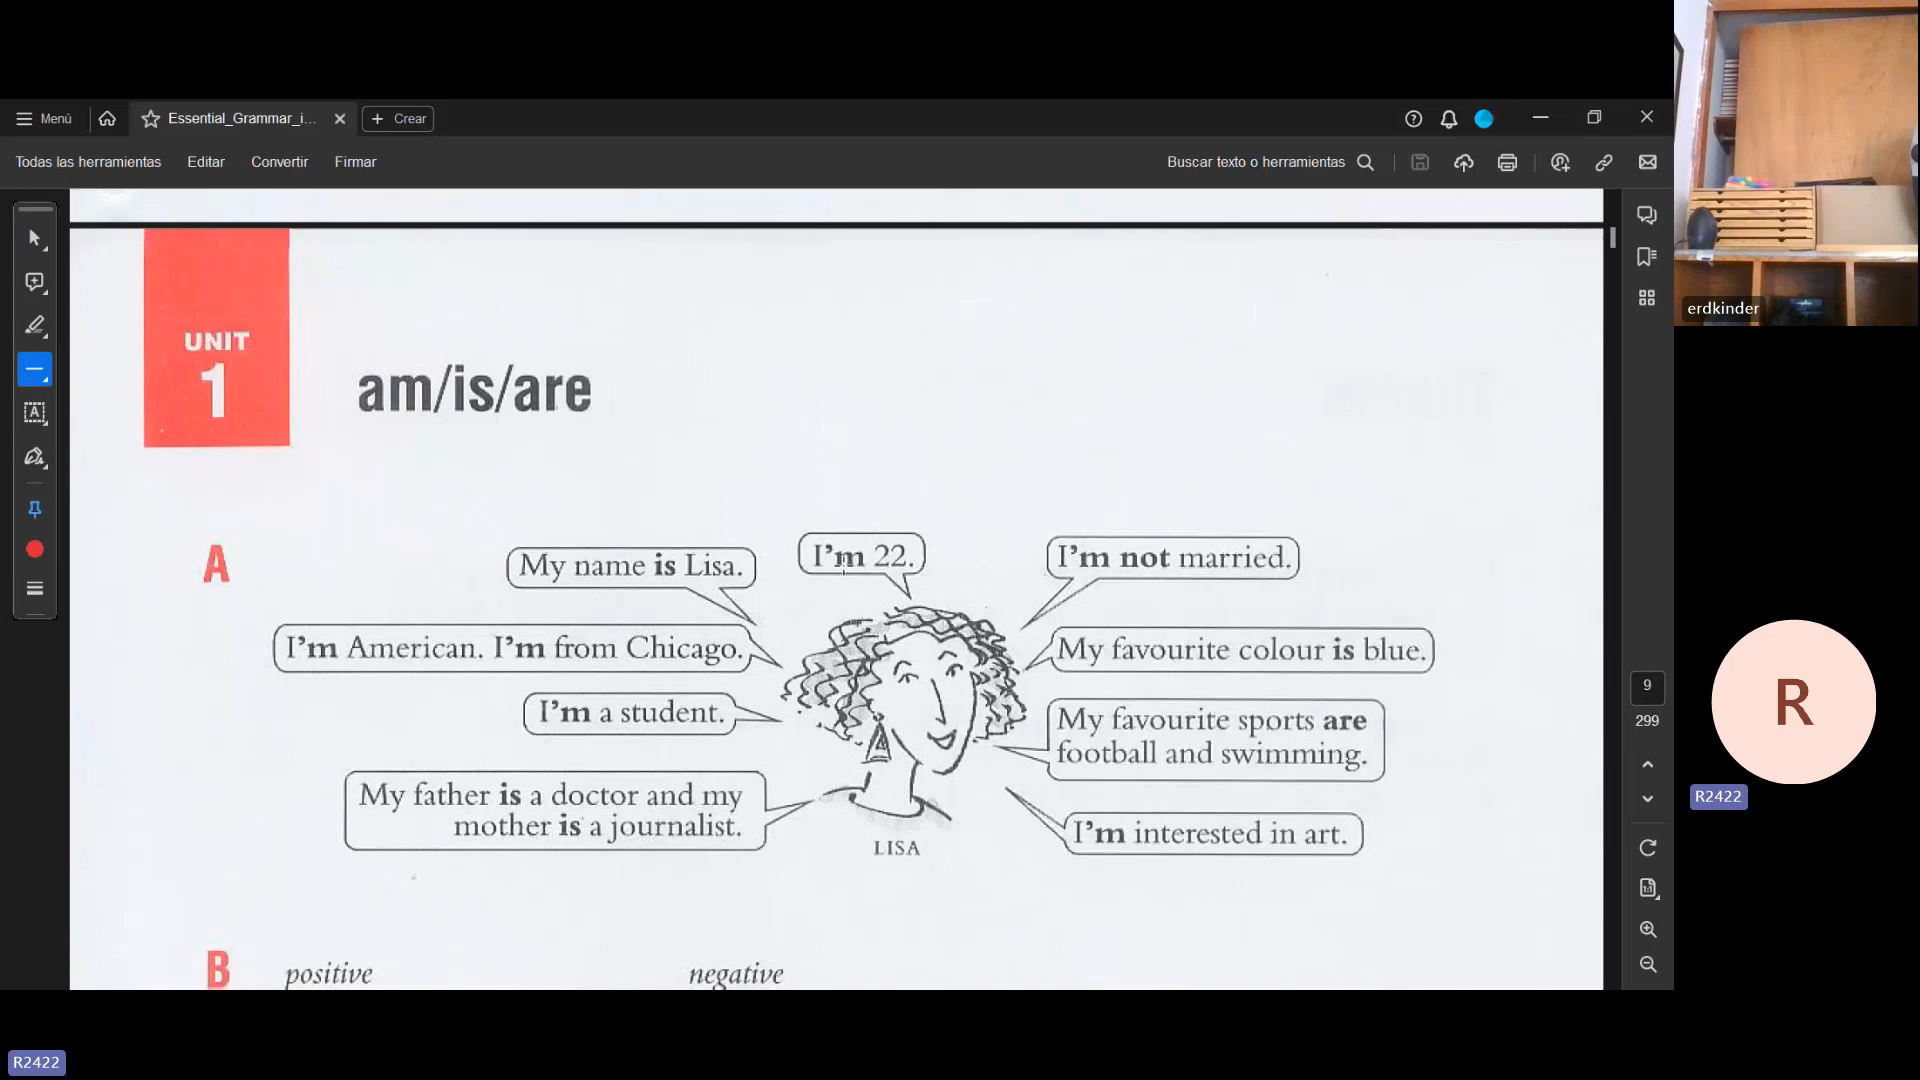 Menú
Essential_Grammar_i...
Crear
Todas las herramientas
Editar
Convertir
Firmar
Buscar texto o herramientas
UNIT
1
am/is/are
A
My name is Lisa.
I'm 22.
I'm not married.
I'm American. I'm from Chicago.
My favourite colour is blue.
I'm a student.
My favourite sports are
football and swimming.
My father is a doctor and my
mother is a journalist.
I'm interested in art.
LISA
B
positive
negative
9
299
erdkinder
R
R2422
R2422